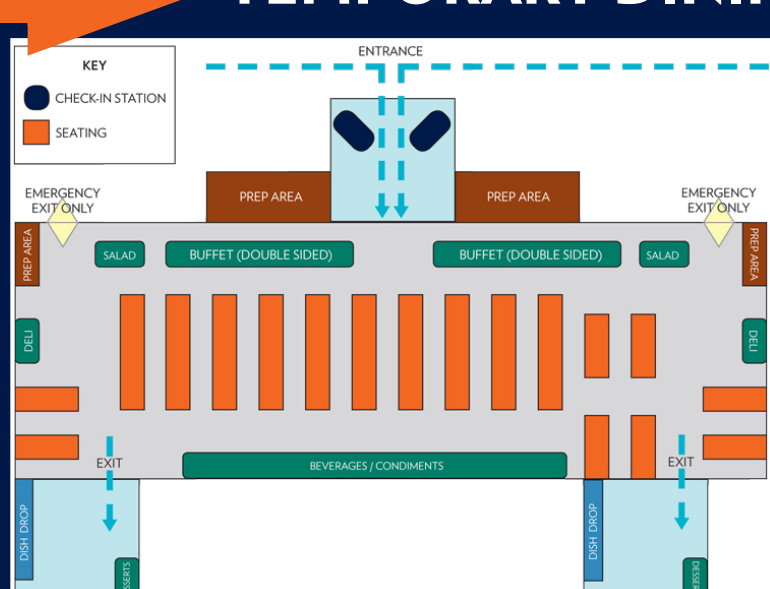 TEMPORARY
KEY
CHECK-IN STATION
SEATING
ENTRANCE
EMERGENCY
EXIT ONLY
PREP AREA
PREP AREA
EMERGENCY
EXIT ONLY
PREP AREA
SALAD
BUFFET (DOUBLE SIDED)
BUFFET (DOUBLE SIDED)
SALAD
PREP AREA
DELI
DELI
EXIT
BEVERAGES / CONDIMENTS
EXIT
DISH DROP
DISH DROP